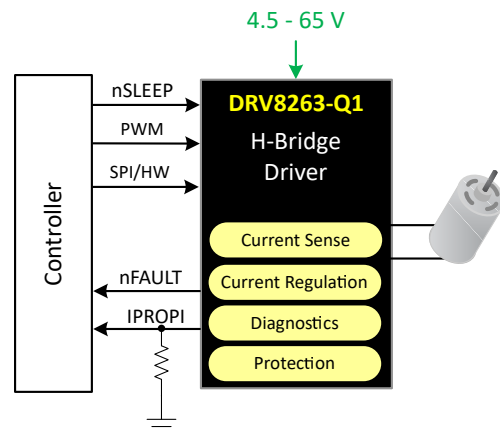 4.5 - 65 V
nSLEEP
DRV8263-Q1
PWM
H-Bridge
Driver
SPI/HW
Controller
Current Sense
nFAULT
Current Regulation
IPROPI
Diagnostics
Protection